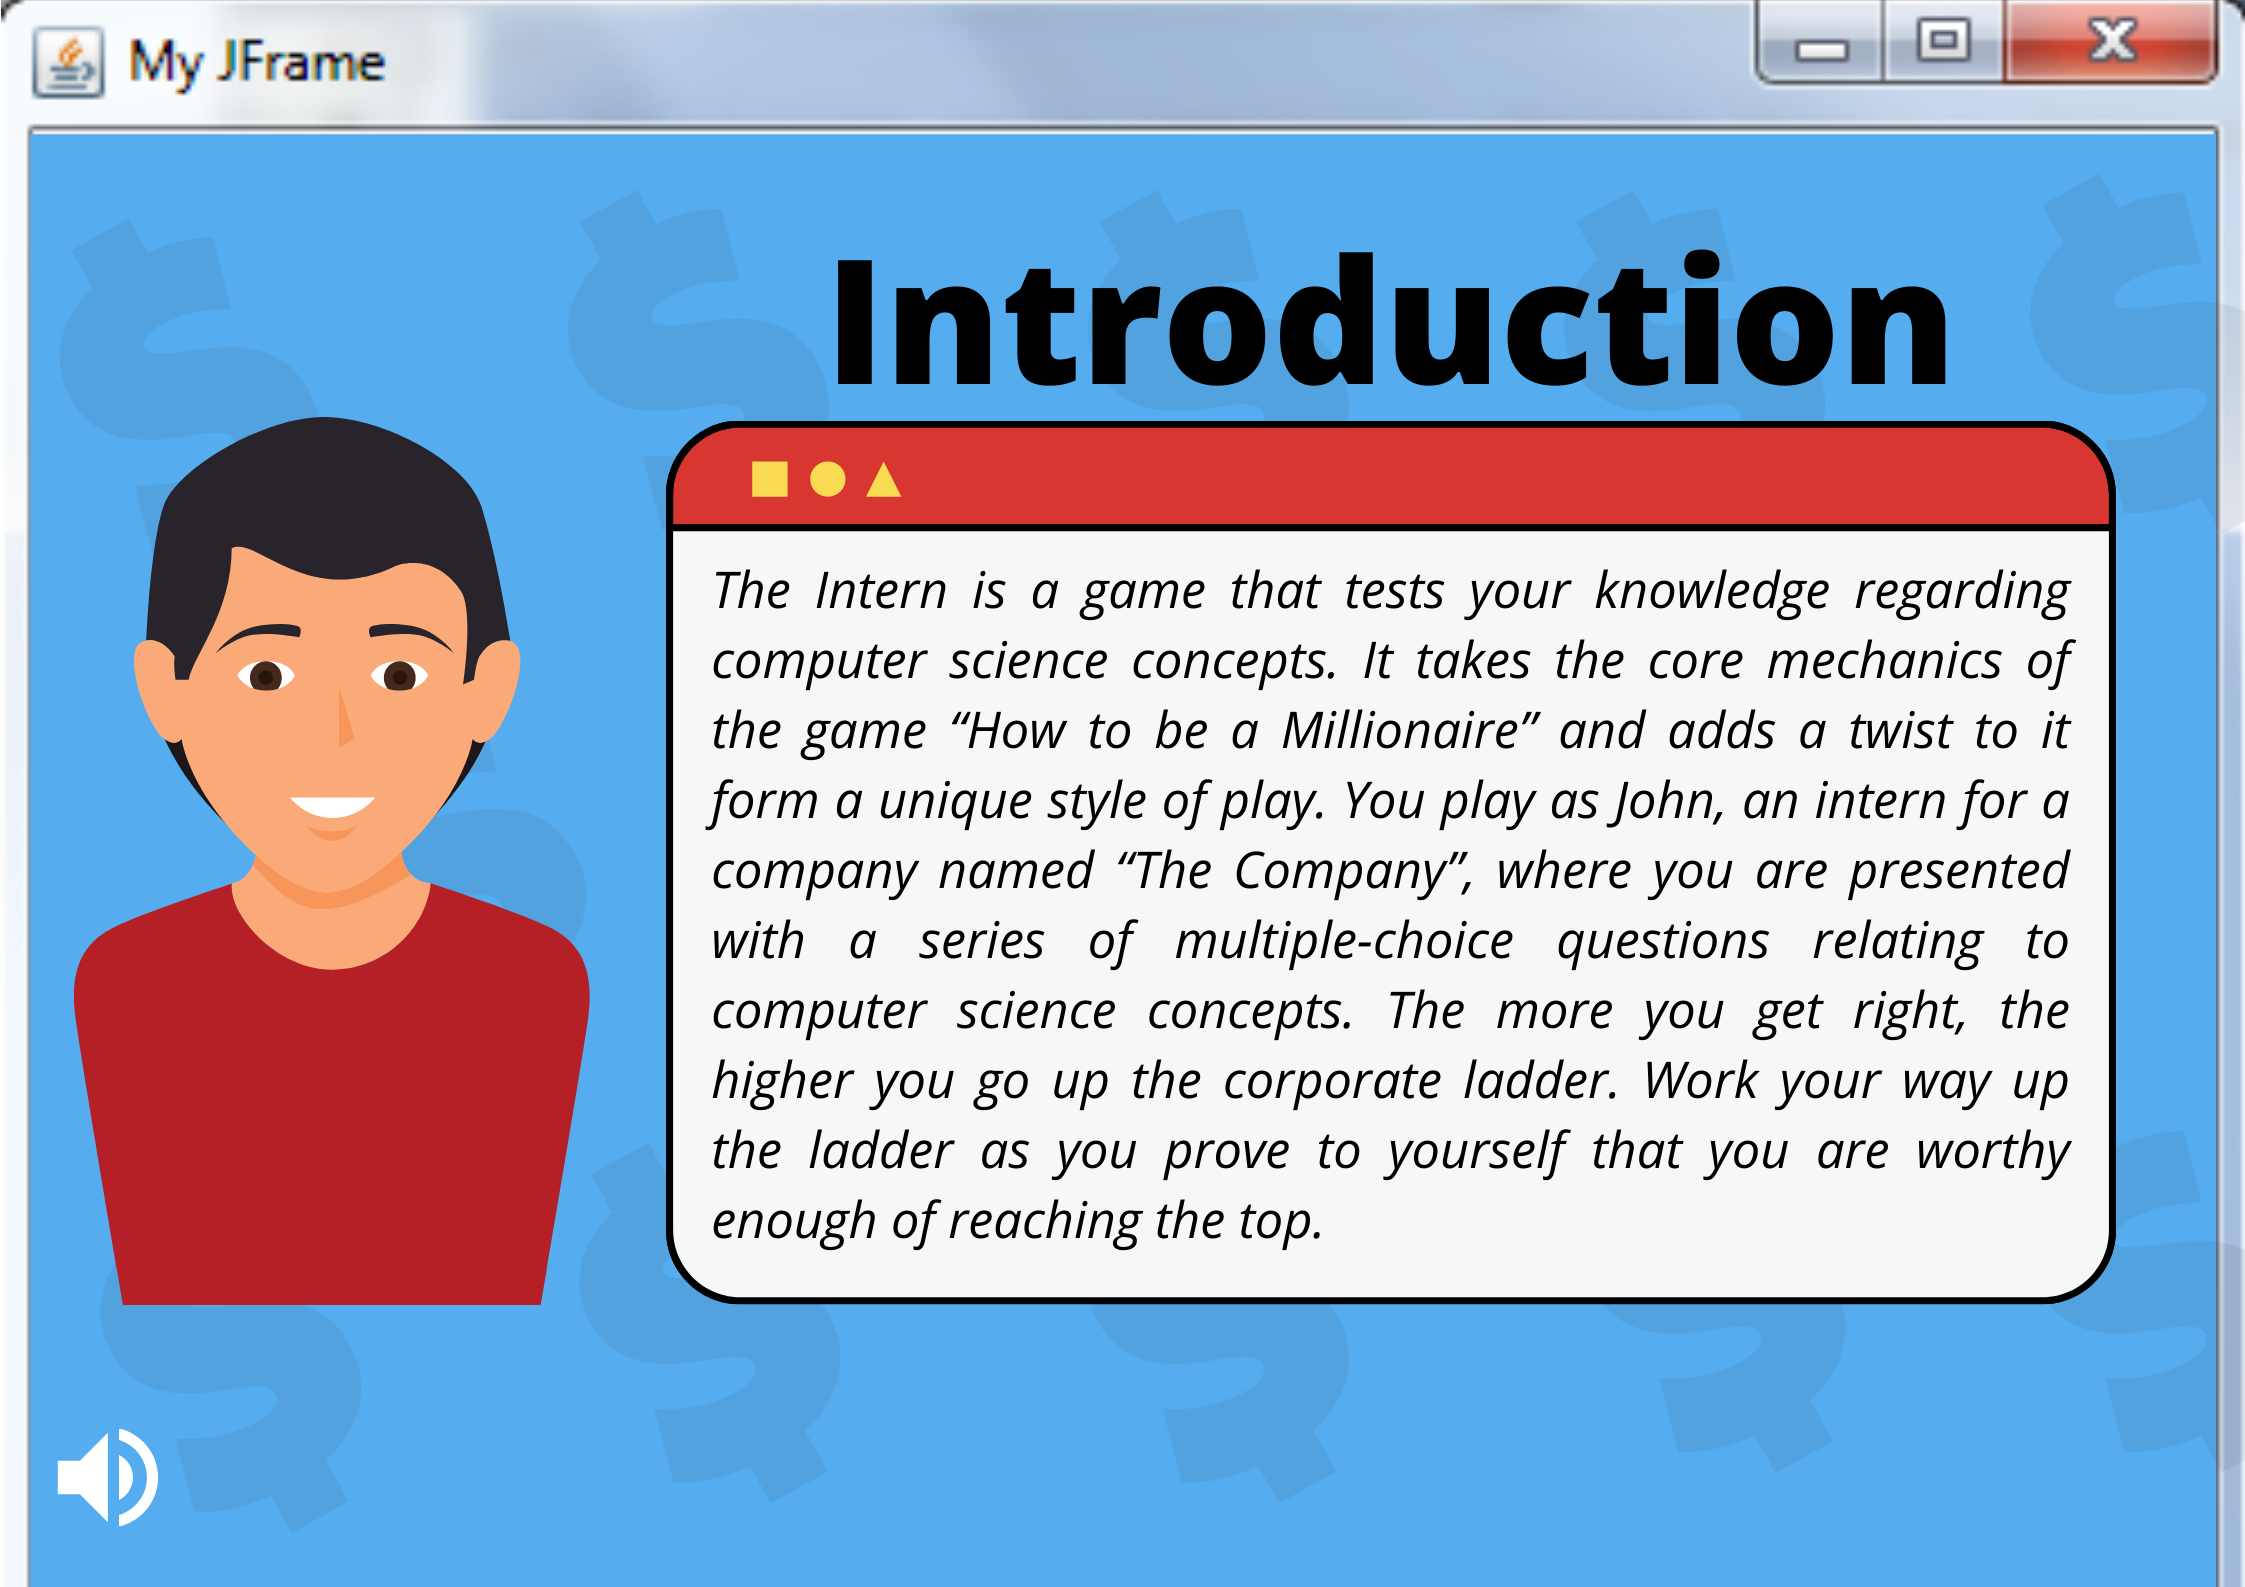 My JFrame
Introduction
The Intern is a game that tests your knowledge regarding
computer science concepts. It takes the core mechanics of
the game “How to be a Millionaire” and adds a twist to it
form a unique style of play. You play as John, an intern for a
company named “The Company”, where you are presented
with a series of multiple-choice questions relating to
computer science concepts. The more you get right, the
higher you go up the corporate ladder. Work your way up
the ladder as you prove to yourself that you are worthy
enough of reaching the top.